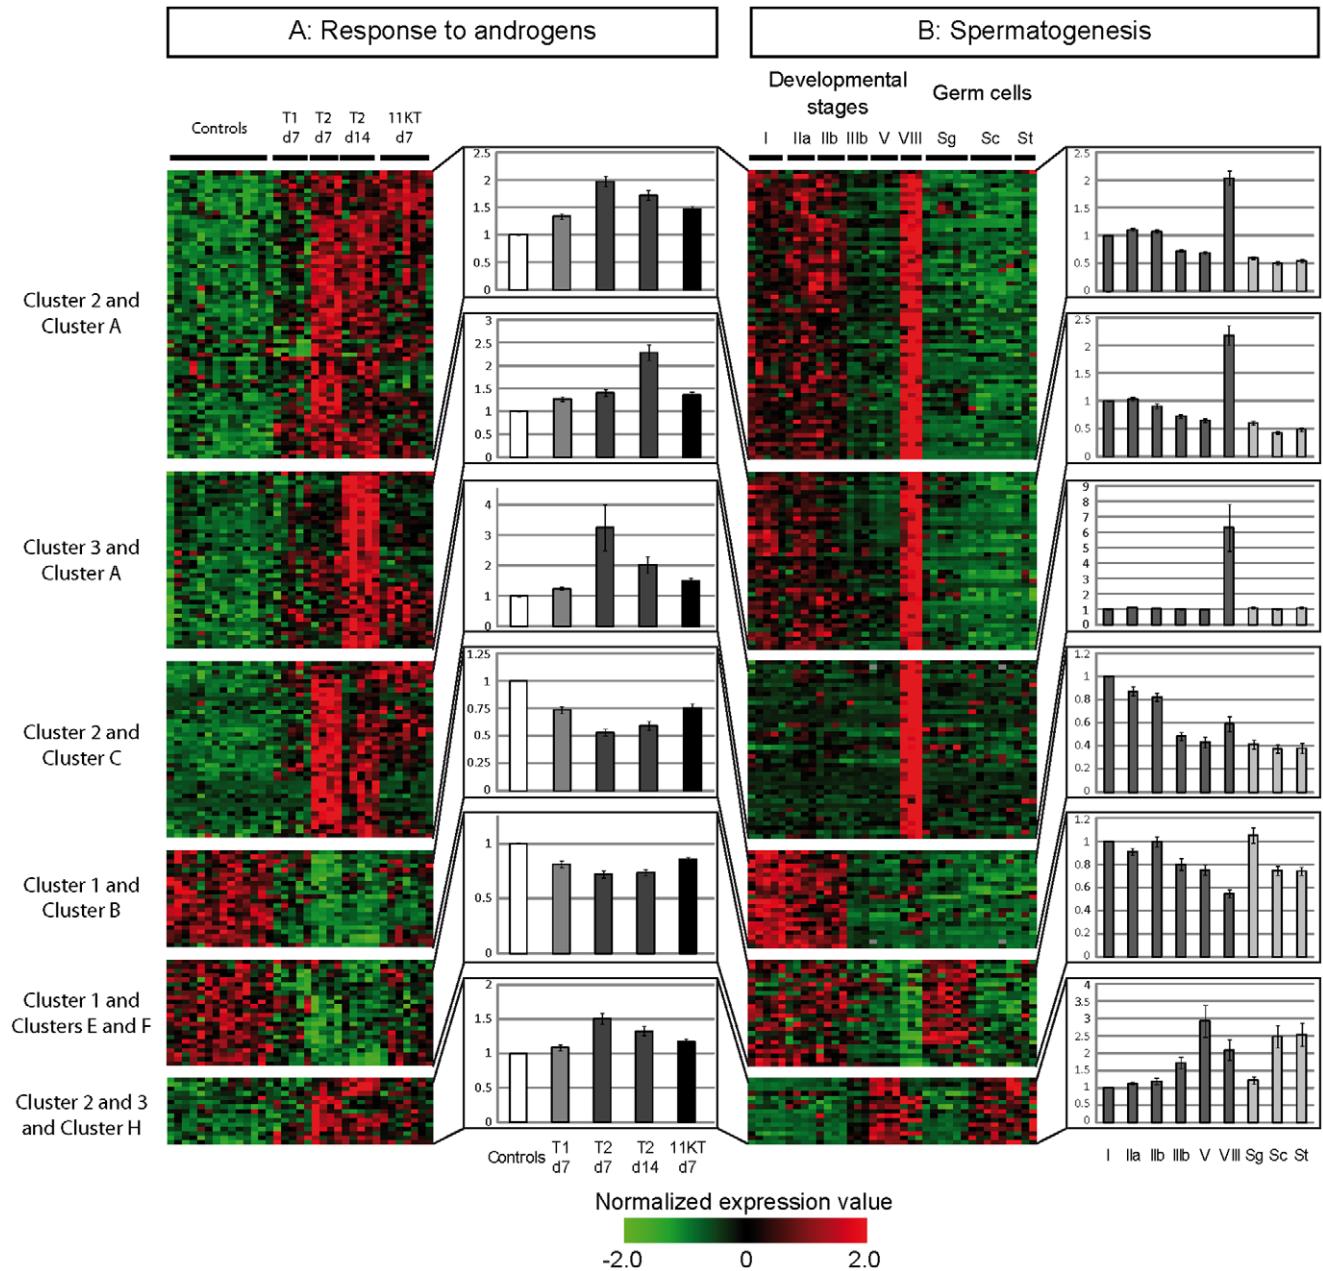 A: Response to androgens
B: Spermatogenesis
Developmental
stages
Germ cells
Controls
T1
d7
T2
d7
T2
d14
11KT
d7
I
IIa
IIb
IIIb
V
VIII
Sg
Sc
St
Cluster 2 and
Cluster A
2.5
2
1.5
1
0.5
0
2.5
2
1.5
1
0.5
0
Cluster 3 and
Cluster A
3
2.5
2
1.5
1
0.5
0
2.5
2
1.5
1
0.5
0
Cluster 2 and
Cluster C
4
3
2
1
0
9
8
7
6
5
4
3
2
1
0
Cluster 1 and
Cluster B
1.25
1
0.75
0.5
0.25
0
1.2
1
0.8
0.6
0.4
0.2
0
Cluster 1 and
Clusters E and F
1
0.5
0
1.2
1
0.8
0.6
0.4
0.2
0
Cluster 2 and 3
and Cluster H
2
1.5
1
0.5
0
4
3.5
3
2.5
2
1.5
1
0.5
0
Controls
T1
d7
T2
d7
T2
d14
11KT
d7
I IIa IIb IIIb V VIII Sg Sc St
Normalized expression value
-2.0 0 2.0